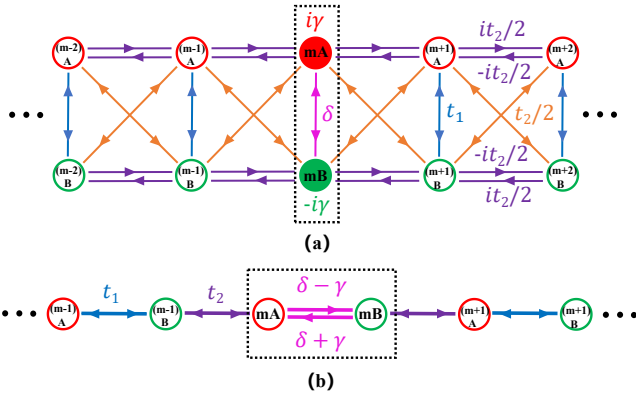 iγ
(m-2) A (m-1) A mA (m+1) A (m+2) A
it₂/2
-it₂/2
δ t₁ t₂/2
-it₂/2
it₂/2
(m-2) B (m-1) B mB (m+1) B (m+2) B
-iγ
(a)
t₁ t₂ δ − γ
(m-1) A (m-1) B mA mB (m+1) A (m+1) B
δ + γ
(b)